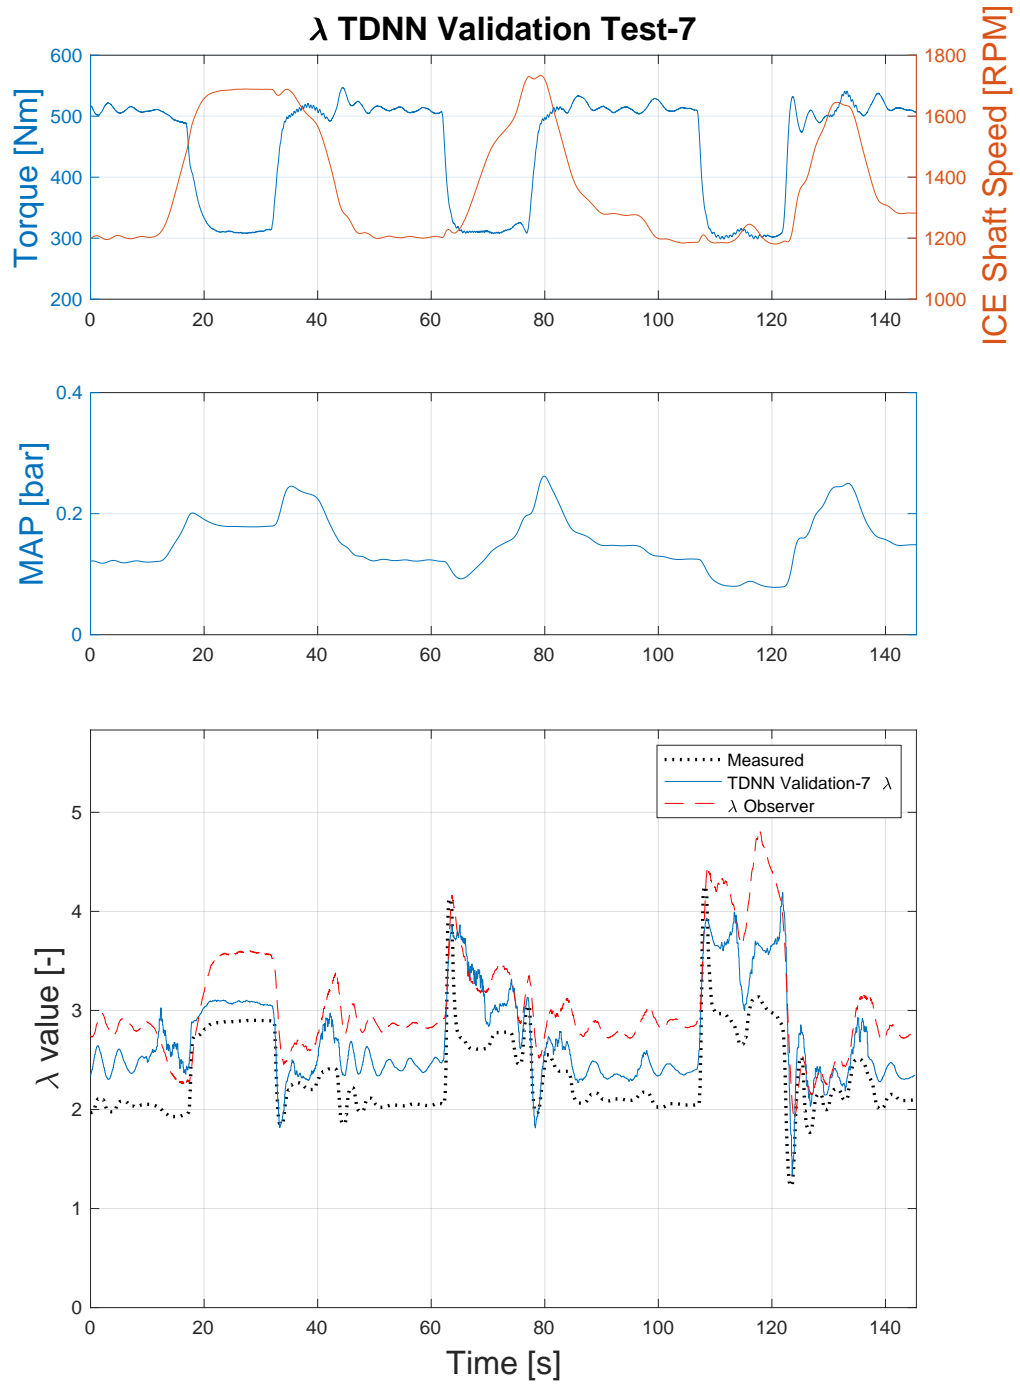 λ TDNN Validation Test-7
Torque [Nm]
600
500
400
300
200
ICE Shaft Speed [RPM]
1800
1600
1400
1200
1000
0 20 40 60 80 100 120 140
MAP [bar]
0.4
0.2
0
0 20 40 60 80 100 120 140
λ value [-]
5
4
3
2
1
0
Measured
TDNN Validation-7 λ
λ Observer
0 20 40 60 80 100 120 140
Time [s]